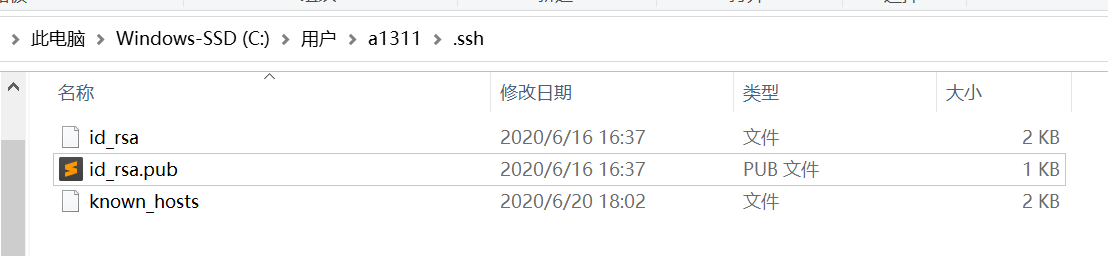 此电脑 Windows-SSD (C:) 用户 a1311 .ssh
名称 修改日期 类型 大小
id_rsa 2020/6/16 16:37 文件 2 KB
id_rsa.pub 2020/6/16 16:37 PUB 文件 1 KB
known_hosts 2020/6/20 18:02 文件 2 KB